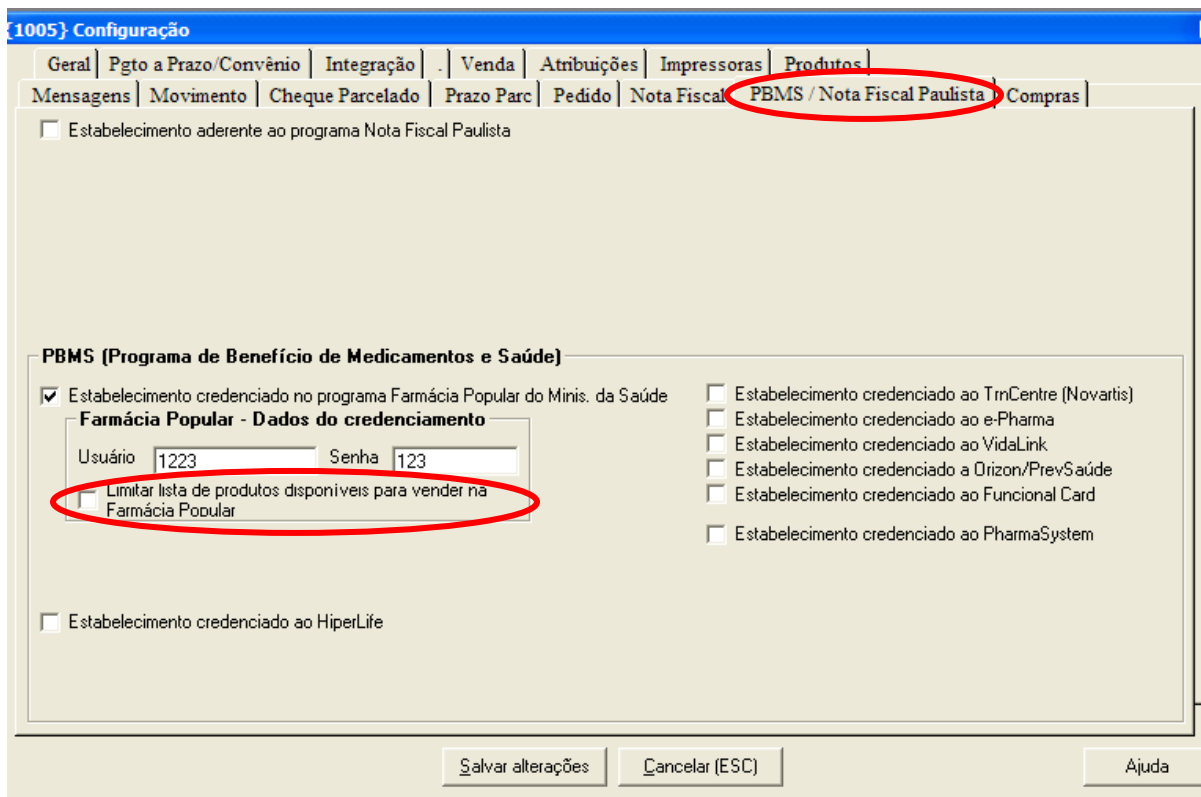 {1005} Configuração
Geral Pgto a Prazo/Convênio Integração . Venda Atribuições Impressoras Produtos
Mensagens Movimento Cheque Parcelado Prazo Parc Pedido Nota Fiscal PBMS / Nota Fiscal Paulista Compras
Estabelecimento aderente ao programa Nota Fiscal Paulista
PBMS (Programa de Benefício de Medicamentos e Saúde)
Estabelecimento credenciado no programa Farmácia Popular do Minis. da Saúde
Farmácia Popular - Dados do credenciamento
Usuário 1223 Senha 123
Limitar lista de produtos disponíveis para vender na
Farmácia Popular
Estabelecimento credenciado ao TrnCentre (Novartis)
Estabelecimento credenciado ao e-Pharma
Estabelecimento credenciado ao VidaLink
Estabelecimento credenciado a Orizon/PrevSaúde
Estabelecimento credenciado ao Funcional Card
Estabelecimento credenciado ao PharmaSystem
Estabelecimento credenciado ao HiperLife
Salvar alterações Cancelar (ESC) Ajuda